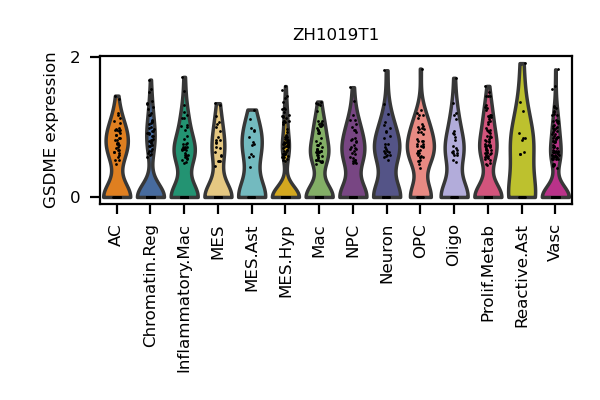 ZH1019T1
GSDME expression
2
0
AC
Chromatin.Reg
Inflammatory.Mac
MES
MES.Ast
MES.Hyp
Mac
NPC
Neuron
OPC
Oligo
Prolif.Metab
Reactive.Ast
Vasc